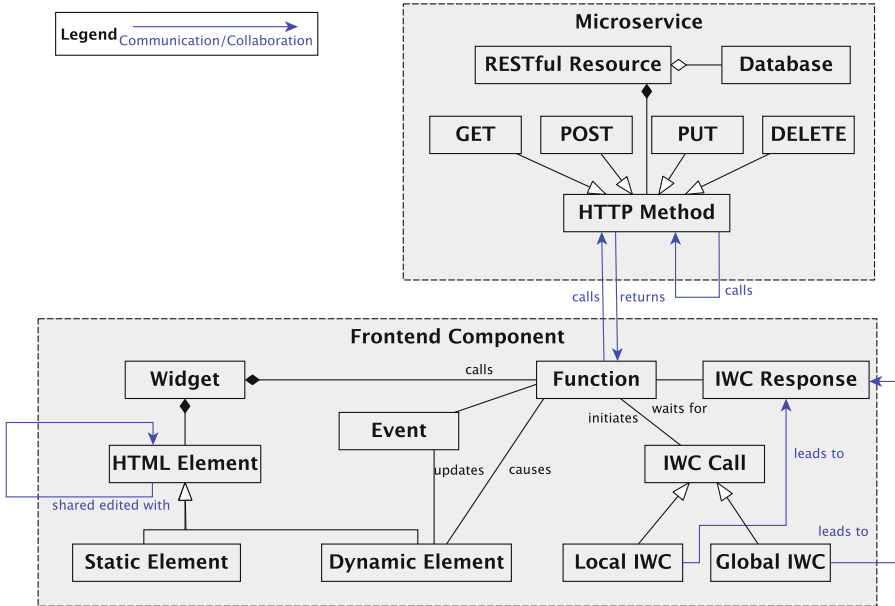 Legend
Communication/Collaboration
Microservice
RESTful Resource
Database
GET
POST
PUT
DELETE
HTTP Method
calls
returns
calls
Frontend Component
Widget
calls
Function
IWC Response
waits for
initiates
Event
HTML Element
updates
causes
IWC Call
leads to
shared edited with
leads to
Static Element
Dynamic Element
Local IWC
Global IWC